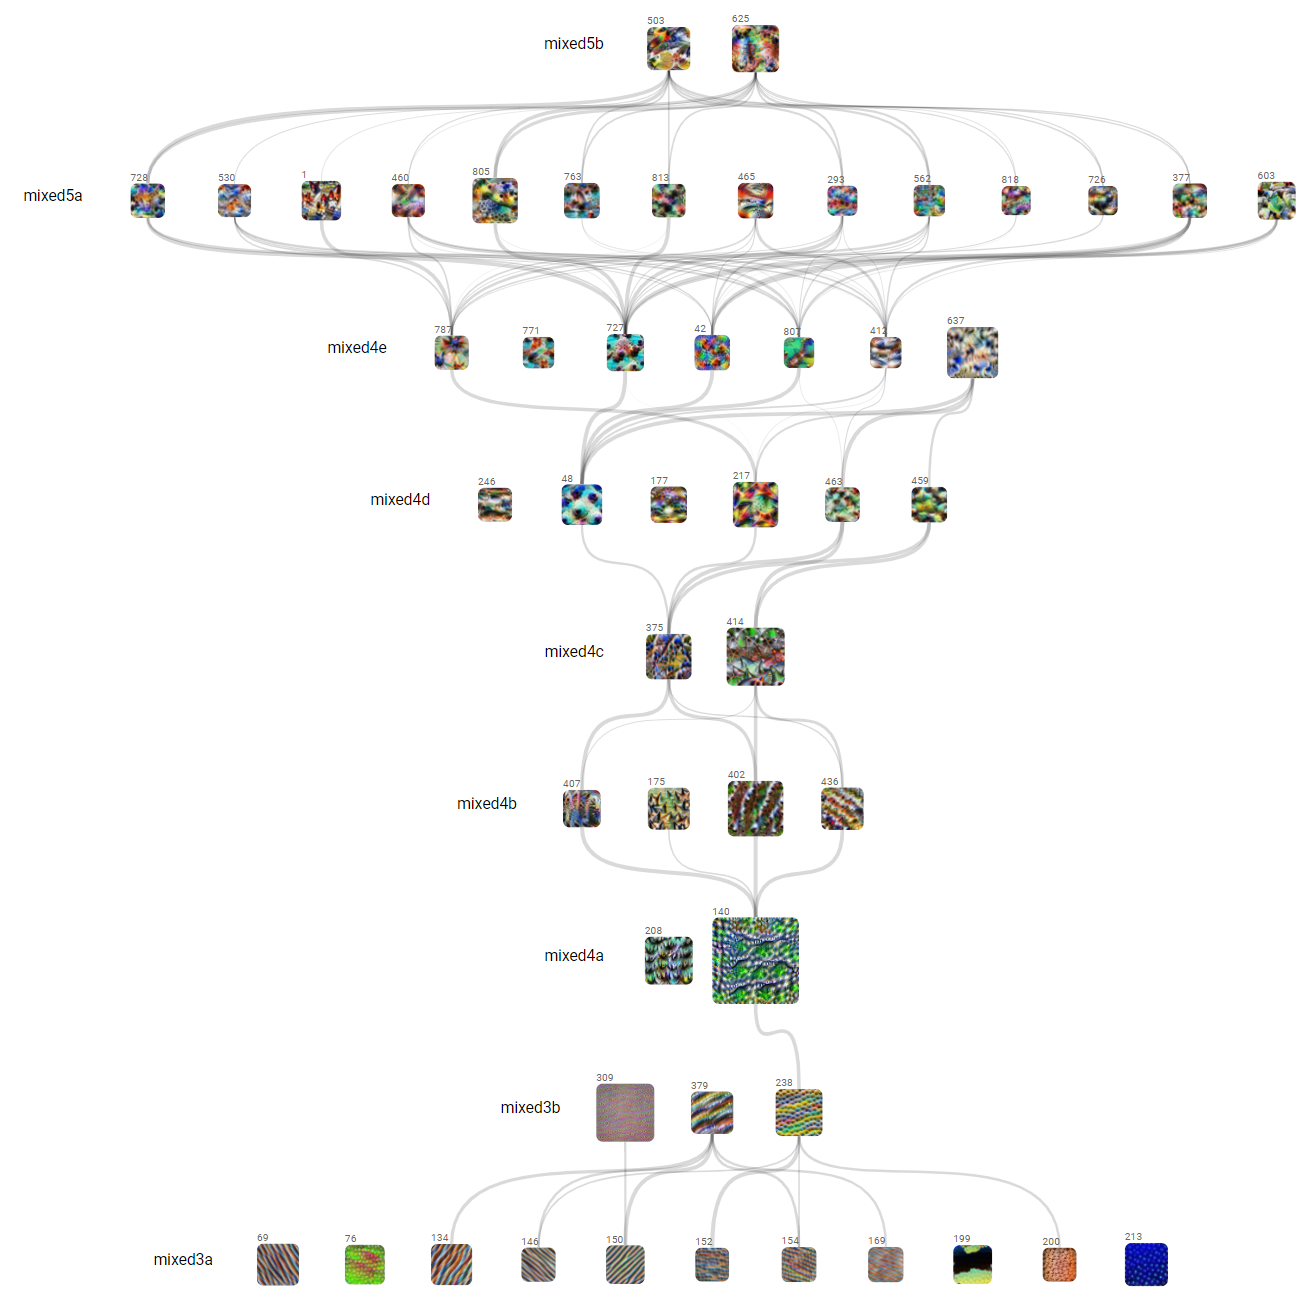 503 625
mixed5b
728 530 1 460 805 763 813 465 293 562 818 726 377 603
mixed5a
787 771 727 42 807 412 637
mixed4e
246 48 177 217 463 459
mixed4d
375 414
mixed4c
407 175 402 436
mixed4b
208 140
mixed4a
309 379 238
mixed3b
69 76 134 146 150 152 154 169 199 200 213
mixed3a